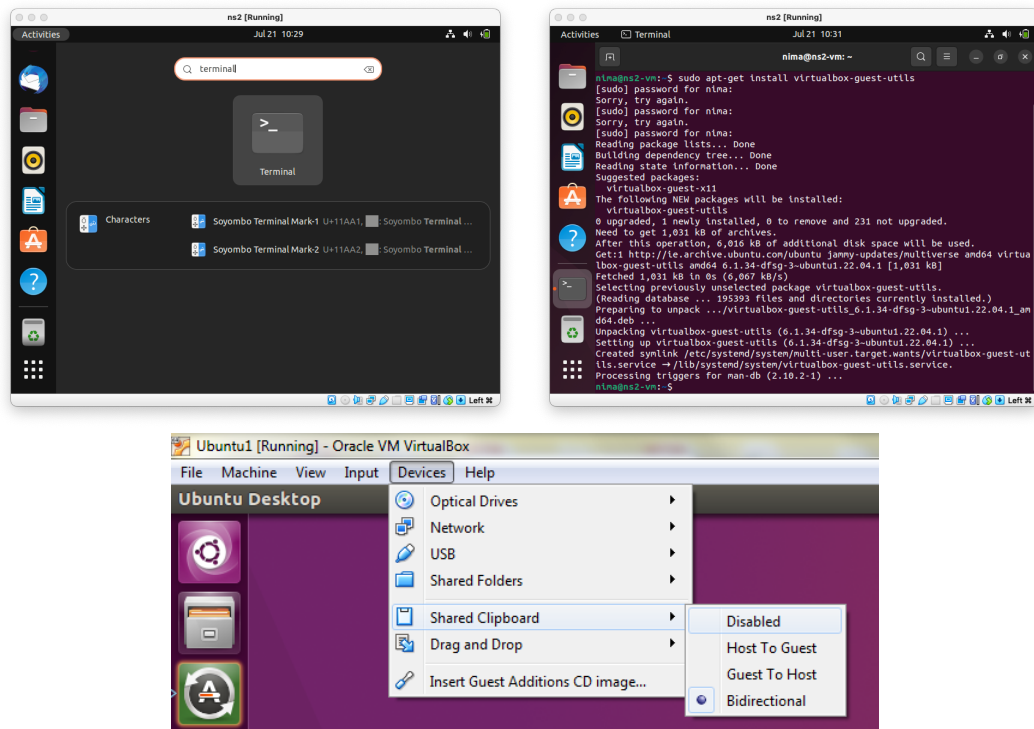 ns2 [Running]
Activities
Jul 21 10:29
terminal
>_
Terminal
Characters
Soyombo Terminal Mark-1 U+11AA1, : Soyombo Terminal ...
Soyombo Terminal Mark-2 U+11AA2, : Soyombo Terminal ...
Left ⌘
ns2 [Running]
Activities Terminal Jul 21 10:31
nima@ns2-vm: ~
nima@ns2-vm:~$ sudo apt-get install virtualbox-guest-utils
[sudo] password for nima:
Sorry, try again.
[sudo] password for nima:
Sorry, try again.
[sudo] password for nima:
Reading package lists... Done
Building dependency tree... Done
Reading state information... Done
Suggested packages:
virtualbox-guest-x11
The following NEW packages will be installed:
virtualbox-guest-utils
0 upgraded, 1 newly installed, 0 to remove and 231 not upgraded.
Need to get 1,031 kB of archives.
After this operation, 6,016 kB of additional disk space will be used.
Get:1 http://ie.archive.ubuntu.com/ubuntu jammy-updates/multiverse amd64 virtua
lbox-guest-utils amd64 6.1.34-dfsg-3~ubuntu1.22.04.1 [1,031 kB]
Fetched 1,031 kB in 0s (6,067 kB/s)
Selecting previously unselected package virtualbox-guest-utils.
(Reading database ... 195393 files and directories currently installed.)
Preparing to unpack .../virtualbox-guest-utils_6.1.34-dfsg-3~ubuntu1.22.04.1_am
d64.deb ...
Unpacking virtualbox-guest-utils (6.1.34-dfsg-3~ubuntu1.22.04.1) ...
Setting up virtualbox-guest-utils (6.1.34-dfsg-3~ubuntu1.22.04.1) ...
Created symlink /etc/systemd/system/multi-user.target.wants/virtualbox-guest-ut
ils.service → /lib/systemd/system/virtualbox-guest-utils.service.
Processing triggers for man-db (2.10.2-1) ...
nima@ns2-vm:~$
Left ⌘
Ubuntu1 [Running] - Oracle VM VirtualBox
File Machine View Input Devices Help
Ubuntu Desktop
Optical Drives
Network
USB
Shared Folders
Shared Clipboard
Drag and Drop
Insert Guest Additions CD image...
Disabled
Host To Guest
Guest To Host
Bidirectional